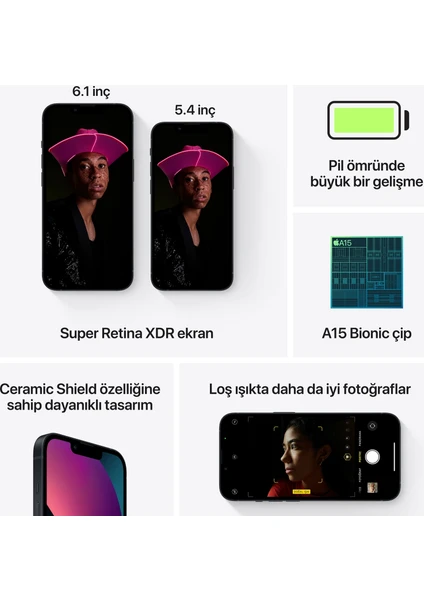 6.1 inç
5.4 inç
Super Retina XDR ekran
Pil ömründe
büyük bir gelişme
A15
A15 Bionic çip
Ceramic Shield özelliğine
sahip dayanıklı tasarım
Loş ışıkta daha da iyi fotoğraflar